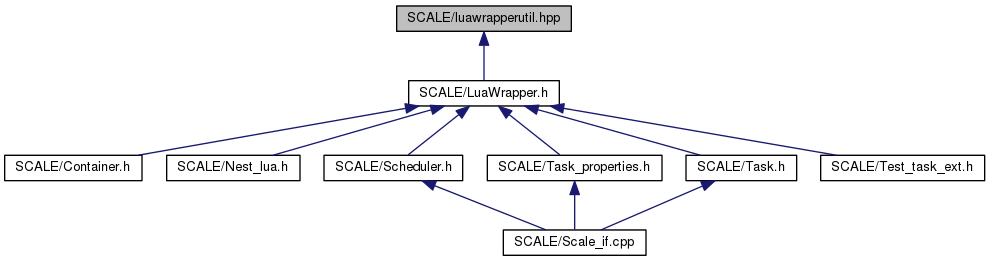 SCALE/luawrapperutil.hpp
SCALE/LuaWrapper.h
SCALE/Container.h
SCALE/Nest_lua.h
SCALE/Scheduler.h
SCALE/Task_properties.h
SCALE/Task.h
SCALE/Test_task_ext.h
SCALE/Scale_if.cpp